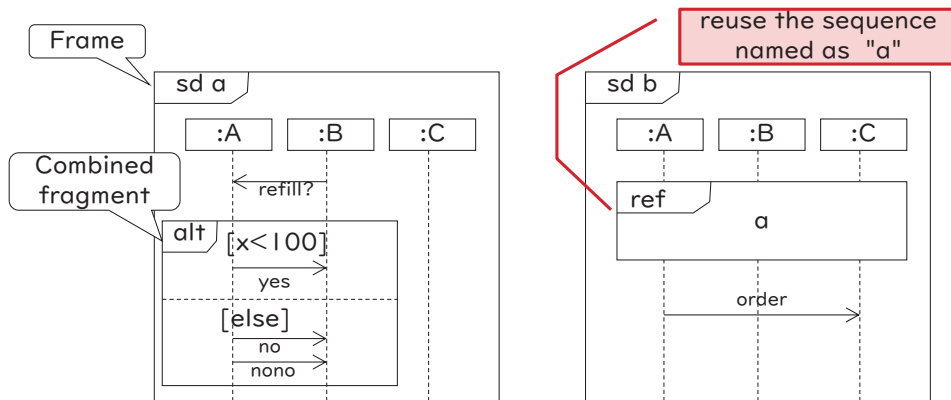 Frame
sd a
:A
:B
:C
Combined
fragment
refill?
alt
[x<100]
yes
[else]
no
nono
reuse the sequence
named as "a"
sd b
:A
:B
:C
ref
a
order